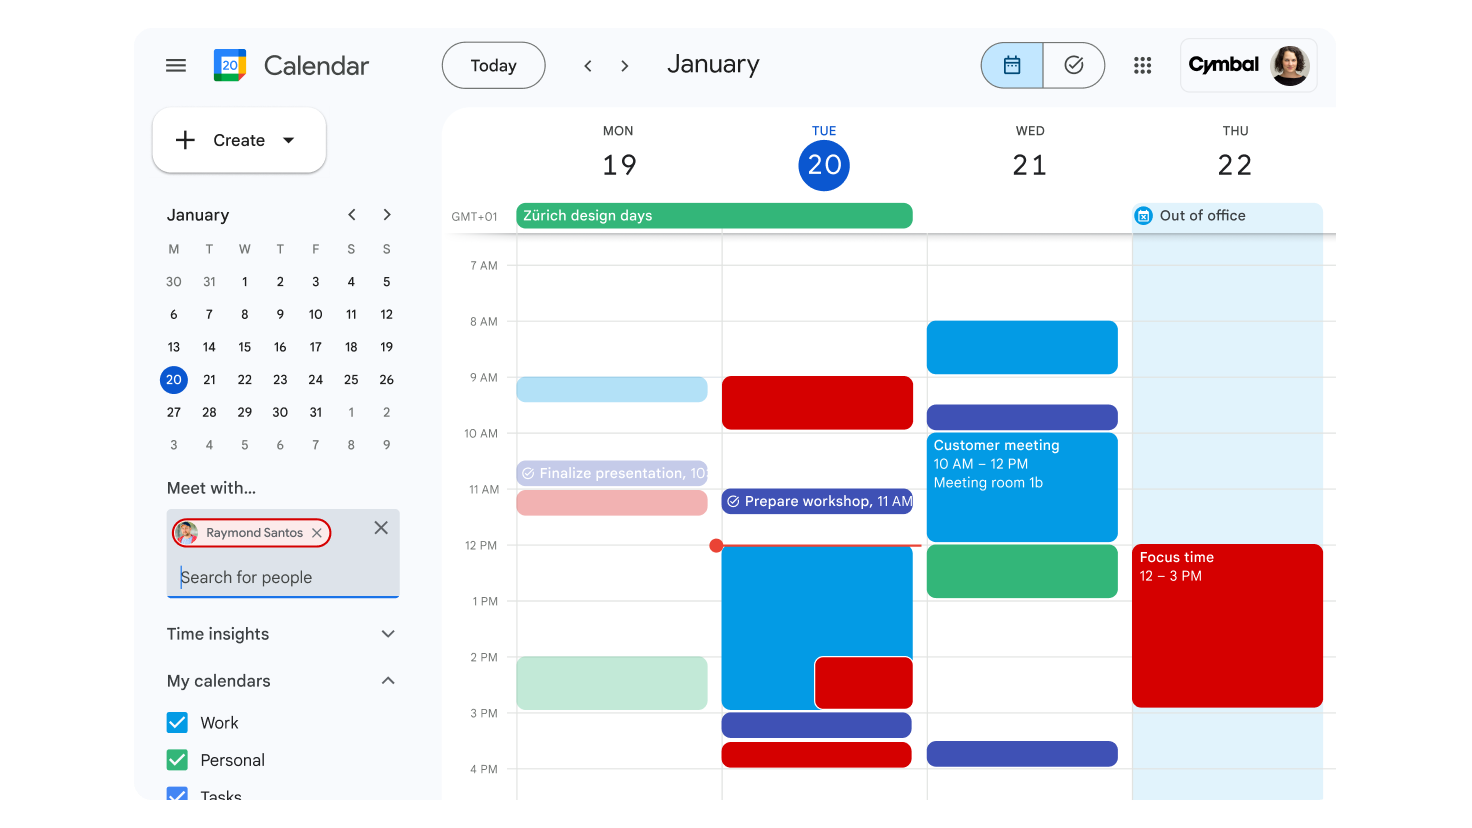 20
Calendar
Today
January
Cymbal
Create
January
M T W T F S S
30 31 1 2 3 4 5
6 7 8 9 10 11 12
13 14 15 16 17 18 19
20 21 22 23 24 25 26
27 28 29 30 31 1 2
3 4 5 6 7 8 9
Meet with...
Raymond Santos
Search for people
Time insights
My calendars
Work
Personal
Tasks
MON TUE WED THU
19 20 21 22
GMT+01
Zürich design days
Out of office
7 AM
8 AM
9 AM
10 AM
11 AM
12 PM
1 PM
2 PM
3 PM
4 PM
Finalize presentation, 10:
Prepare workshop, 11 AM
Customer meeting
10 AM – 12 PM
Meeting room 1b
Focus time
12 – 3 PM